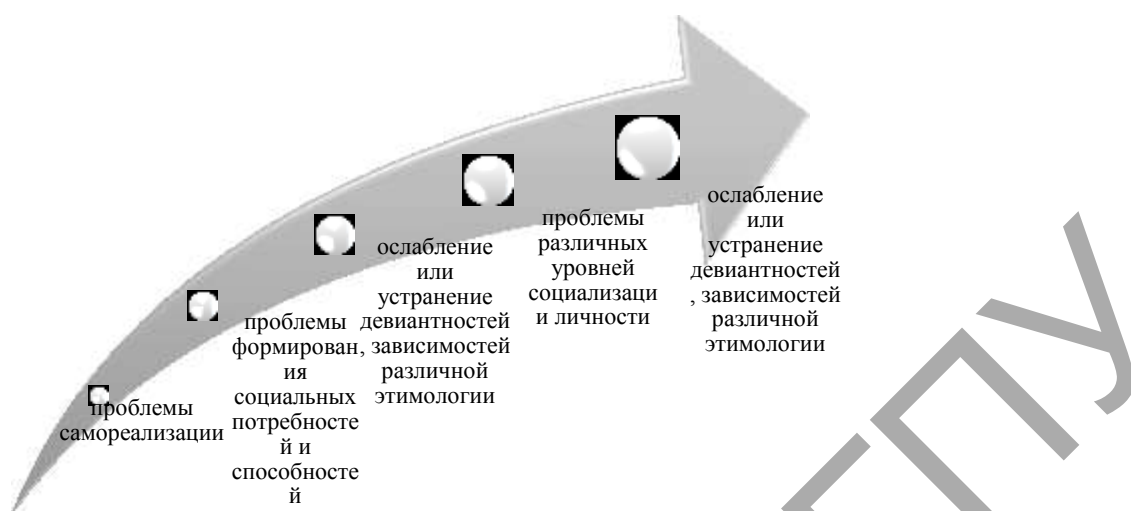 проблемы
самореализации
проблемы
формирован
ия
социальных
потребносте
й и
способносте
й
ослабление
или
устранение
девиантностей
, зависимостей
различной
этимологии
проблемы
различных
уровней
социализаци
и личности
ослабление
или
устранение
девиантностей
, зависимостей
различной
этимологии
ГПУ